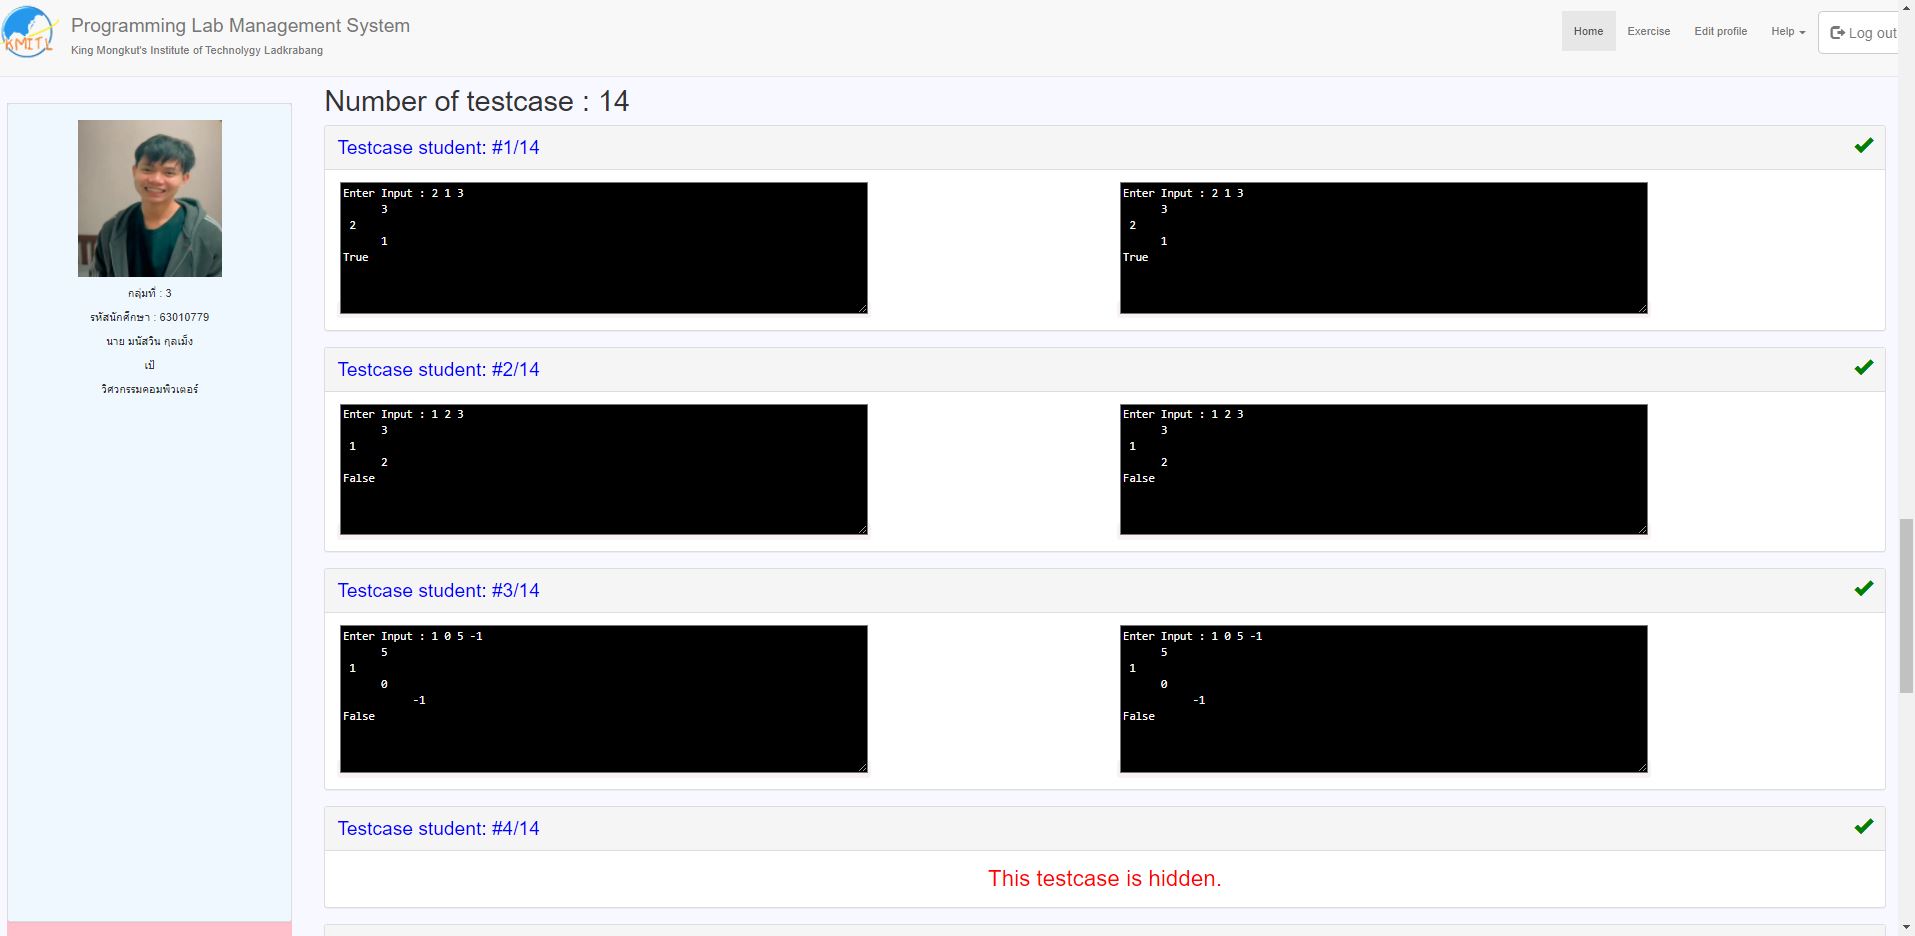 KMITL
Programming Lab Management System
King Mongkut's Institute of Technolygy Ladkrabang
Home
Exercise
Edit profile
Help
Log out
กลุ่มที่ : 3
รหัสนักศึกษา : 63010779
นาย มนัสวิน กุลเม็ง
เป้
วิศวกรรมคอมพิวเตอร์
Number of testcase : 14
Testcase student: #1/14
Enter Input : 2 1 3
3
2
1
True
Enter Input : 2 1 3
3
2
1
True
Testcase student: #2/14
Enter Input : 1 2 3
3
1
2
False
Enter Input : 1 2 3
3
1
2
False
Testcase student: #3/14
Enter Input : 1 0 5 -1
5
1
0
-1
False
Enter Input : 1 0 5 -1
5
1
0
-1
False
Testcase student: #4/14
This testcase is hidden.